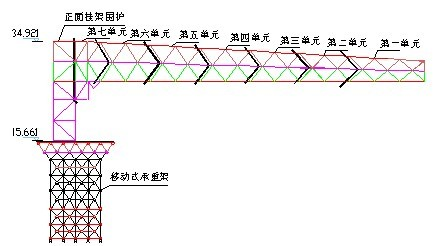 正面桂架围护
34.921
第七单元
第六单元
第五单元
第四单元
第三单元
第二单元
第一单元
15.661
移动式承重架